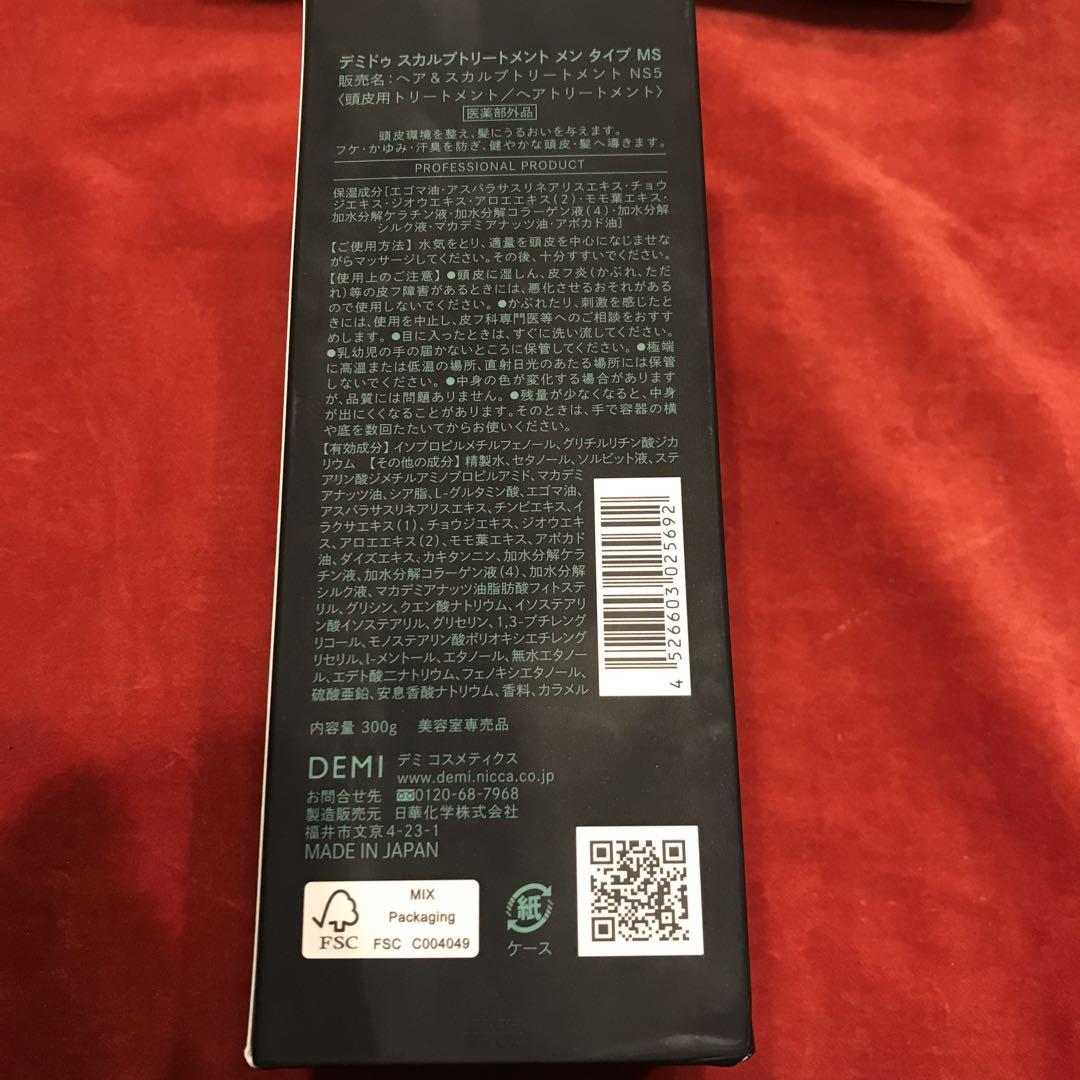 デミドゥ スカルプトリートメント メン タイプ MS
販売名：ヘア＆スカルプトリートメント NS5
〈頭皮用トリートメント／ヘアトリートメント〉
医薬部外品
頭皮環境を整え、髪にうるおいを与えます。
フケ・かゆみ・汗臭を防ぎ、健やかな頭皮・髪へ導きます。
PROFESSIONAL PRODUCT
保湿成分［エゴマ油・アスパラサスリネアリスエキス・チョウ
ジエキス・ジオウエキス・アロエエキス（2）・モモ葉エキス・
加水分解ケラチン液・加水分解コラーゲン液（4）・加水分解
シルク液・マカデミアナッツ油・アボカド油］
【ご使用方法】水気をとり、適量を頭皮を中心になじませな
がらマッサージしてください。その後、十分すすいでください。
【使用上のご注意】●頭皮に湿しん、皮フ炎（かぶれ、ただ
れ）等の皮フ障害があるときには、悪化させるおそれがある
ので使用しないでください。●かぶれたり、刺激を感じたと
きには、使用を中止し、皮フ科専門医等へのご相談をおすす
めします。●目に入ったときは、すぐに洗い流してください。
●乳幼児の手の届かないところに保管してください。●極端
に高温または低温の場所、直射日光のあたる場所には保管
しないでください。●中身の色が変化する場合があります
が、品質には問題ありません。●残量が少なくなると、中身
が出にくくなることがあります。そのときは、手で容器の横
や底を数回たたいてからお使いください。
【有効成分】イソプロピルメチルフェノール、グリチルリチン酸ジカ
リウム 【その他の成分】精製水、セタノール、ソルビット液、ステ
アリン酸ジメチルアミノプロピルアミド、マカデミ
アナッツ油、シア脂、L-グルタミン酸、エゴマ油、
アスパラサスリネアリスエキス、チンピエキス、イ
ラクサエキス（1）、チョウジエキス、ジオウエキ
ス、アロエエキス（2）、モモ葉エキス、アボカド
油、ダイズエキス、カキタンニン、加水分解ケラ
チン液、加水分解コラーゲン液（4）、加水分解
シルク液、マカデミアナッツ油脂肪酸フィトステ
リル、グリシン、クエン酸ナトリウム、イソステアリ
ン酸イソステアリル、グリセリン、1,3-ブチレング
リコール、モノステアリン酸ポリオキシエチレング
リセリル、l-メントール、エタノール、無水エタノー
ル、エデト酸二ナトリウム、フェノキシエタノール、
硫酸亜鉛、安息香酸ナトリウム、香料、カラメル
4 526603 025692
内容量 300g 美容室専売品
DEMI デミ コスメティクス
www.demi.nicca.co.jp
お問合せ先 0120-68-7968
製造販売元 日華化学株式会社
福井市文京4-23-1
MADE IN JAPAN
FSC
MIX
Packaging
FSC C004049
紙
ケース